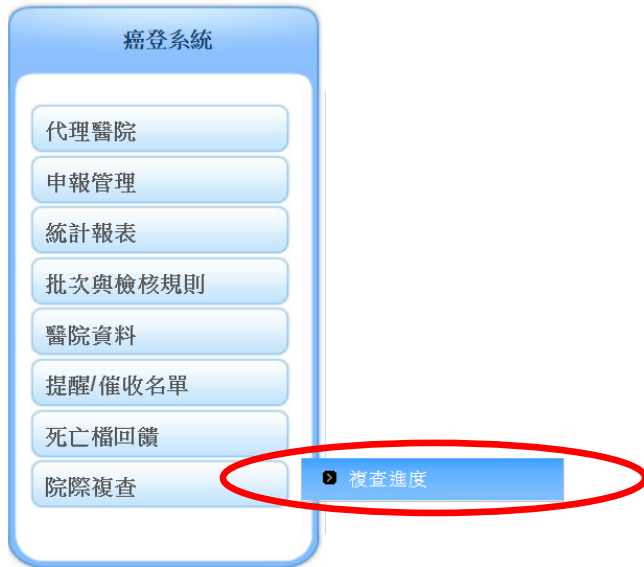 癌登系統
代理醫院
申報管理
統計報表
批次與檢核規則
醫院資料
提醒/催收名單
死亡檔回饋
院際複查
複查進度